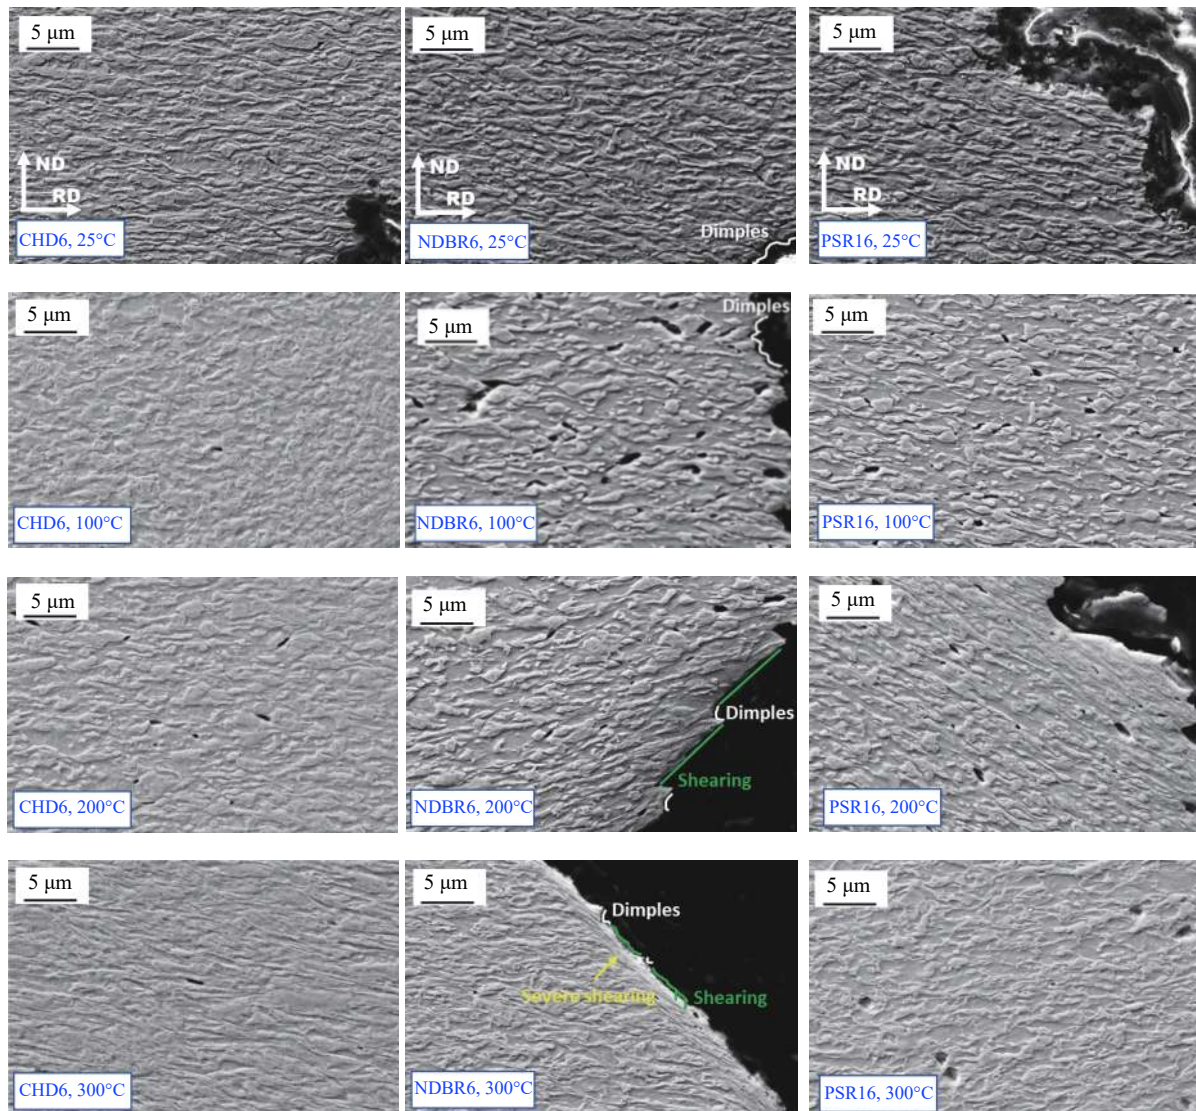 5 μm
ND
RD
CHD6, 25°C
5 μm
ND
RD
NDBR6, 25°C
Dimples
5 μm
ND
RD
PSR16, 25°C
5 μm
CHD6, 100°C
Dimples
5 μm
NDBR6, 100°C
5 μm
PSR16, 100°C
5 μm
CHD6, 200°C
5 μm
Dimples
Shearing
NDBR6, 200°C
5 μm
PSR16, 200°C
5 μm
CHD6, 300°C
5 μm
Dimples
Severe shearing
Shearing
NDBR6, 300°C
5 μm
PSR16, 300°C